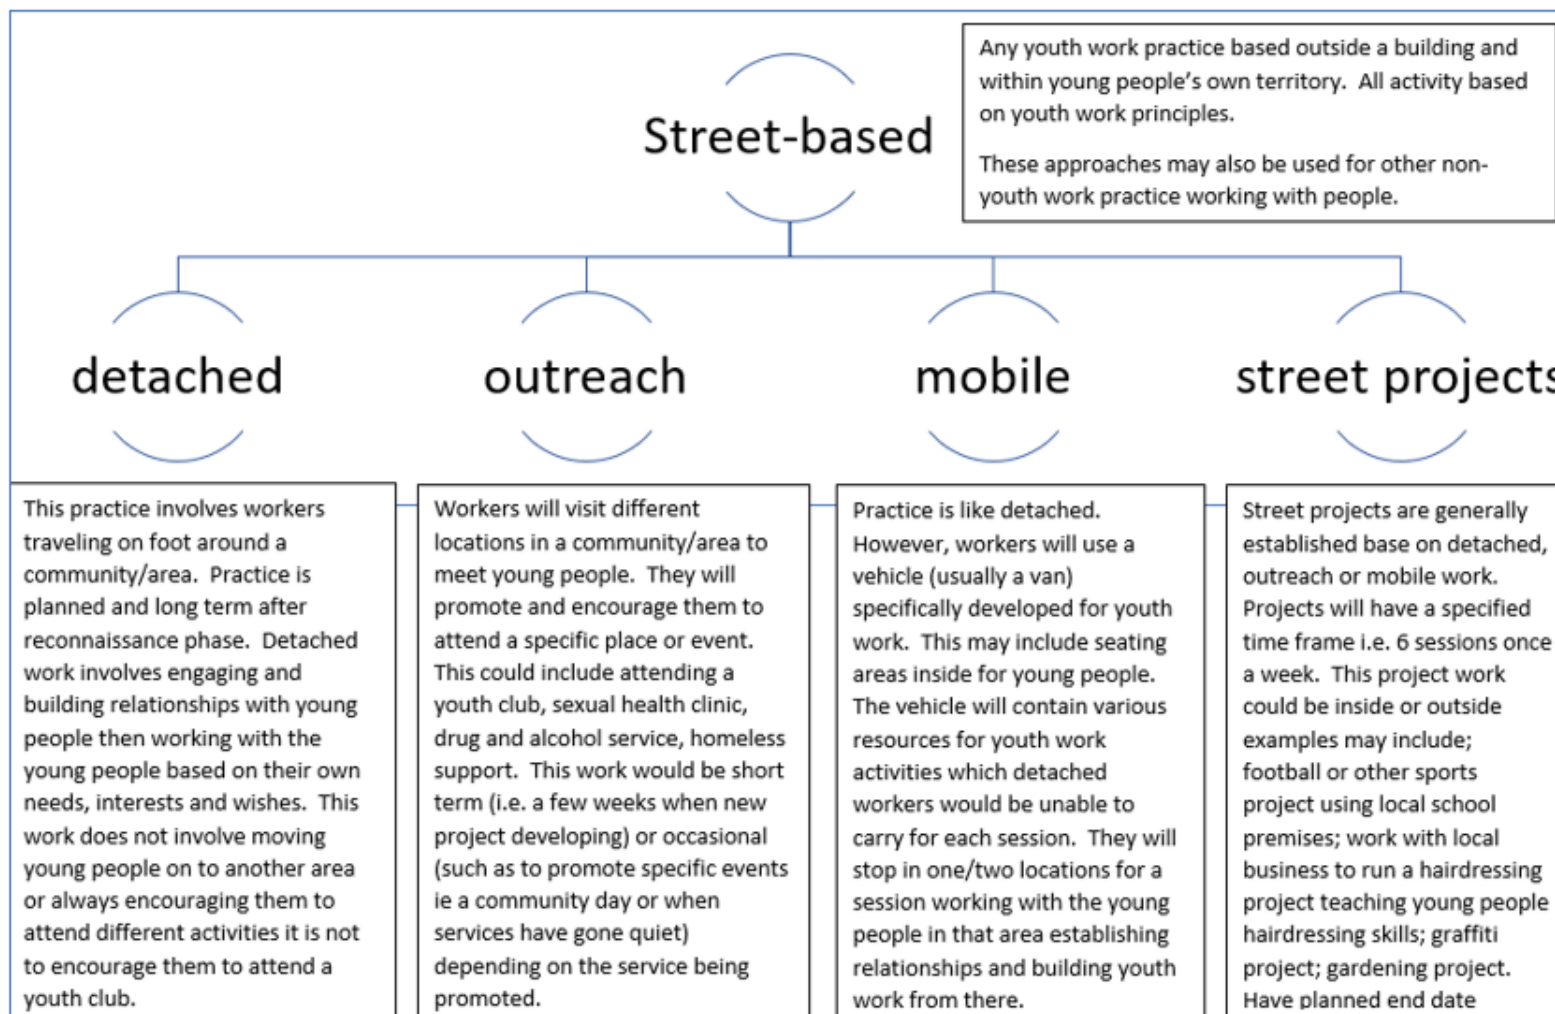 Any youth work practice based outside a building and
within young people's own territory.  All activity based
on youth work principles.
These approaches may also be used for other non-
youth work practice working with people.
Street-based
detached
outreach
mobile
street projects
This practice involves workers
traveling on foot around a
community/area.  Practice is
planned and long term after
reconnaissance phase.  Detached
work involves engaging and
building relationships with young
people then working with the
young people based on their own
needs, interests and wishes.  This
work does not involve moving
young people on to another area
or always encouraging them to
attend different activities it is not
to encourage them to attend a
youth club.
Workers will visit different
locations in a community/area to
meet young people.  They will
promote and encourage them to
attend a specific place or event.
This could include attending a
youth club, sexual health clinic,
drug and alcohol service, homeless
support.  This work would be short
term (i.e. a few weeks when new
project developing) or occasional
(such as to promote specific events
ie a community day or when
services have gone quiet)
depending on the service being
promoted.
Practice is like detached.
However, workers will use a
vehicle (usually a van)
specifically developed for youth
work.  This may include seating
areas inside for young people.
The vehicle will contain various
resources for youth work
activities which detached
workers would be unable to
carry for each session.  They will
stop in one/two locations for a
session working with the young
people in that area establishing
relationships and building youth
work from there.
Street projects are generally
established base on detached,
outreach or mobile work.
Projects will have a specified
time frame i.e. 6 sessions once
a week.  This project work
could be inside or outside
examples may include;
football or other sports
project using local school
premises; work with local
business to run a hairdressing
project teaching young people
hairdressing skills; graffiti
project; gardening project.
Have planned end date